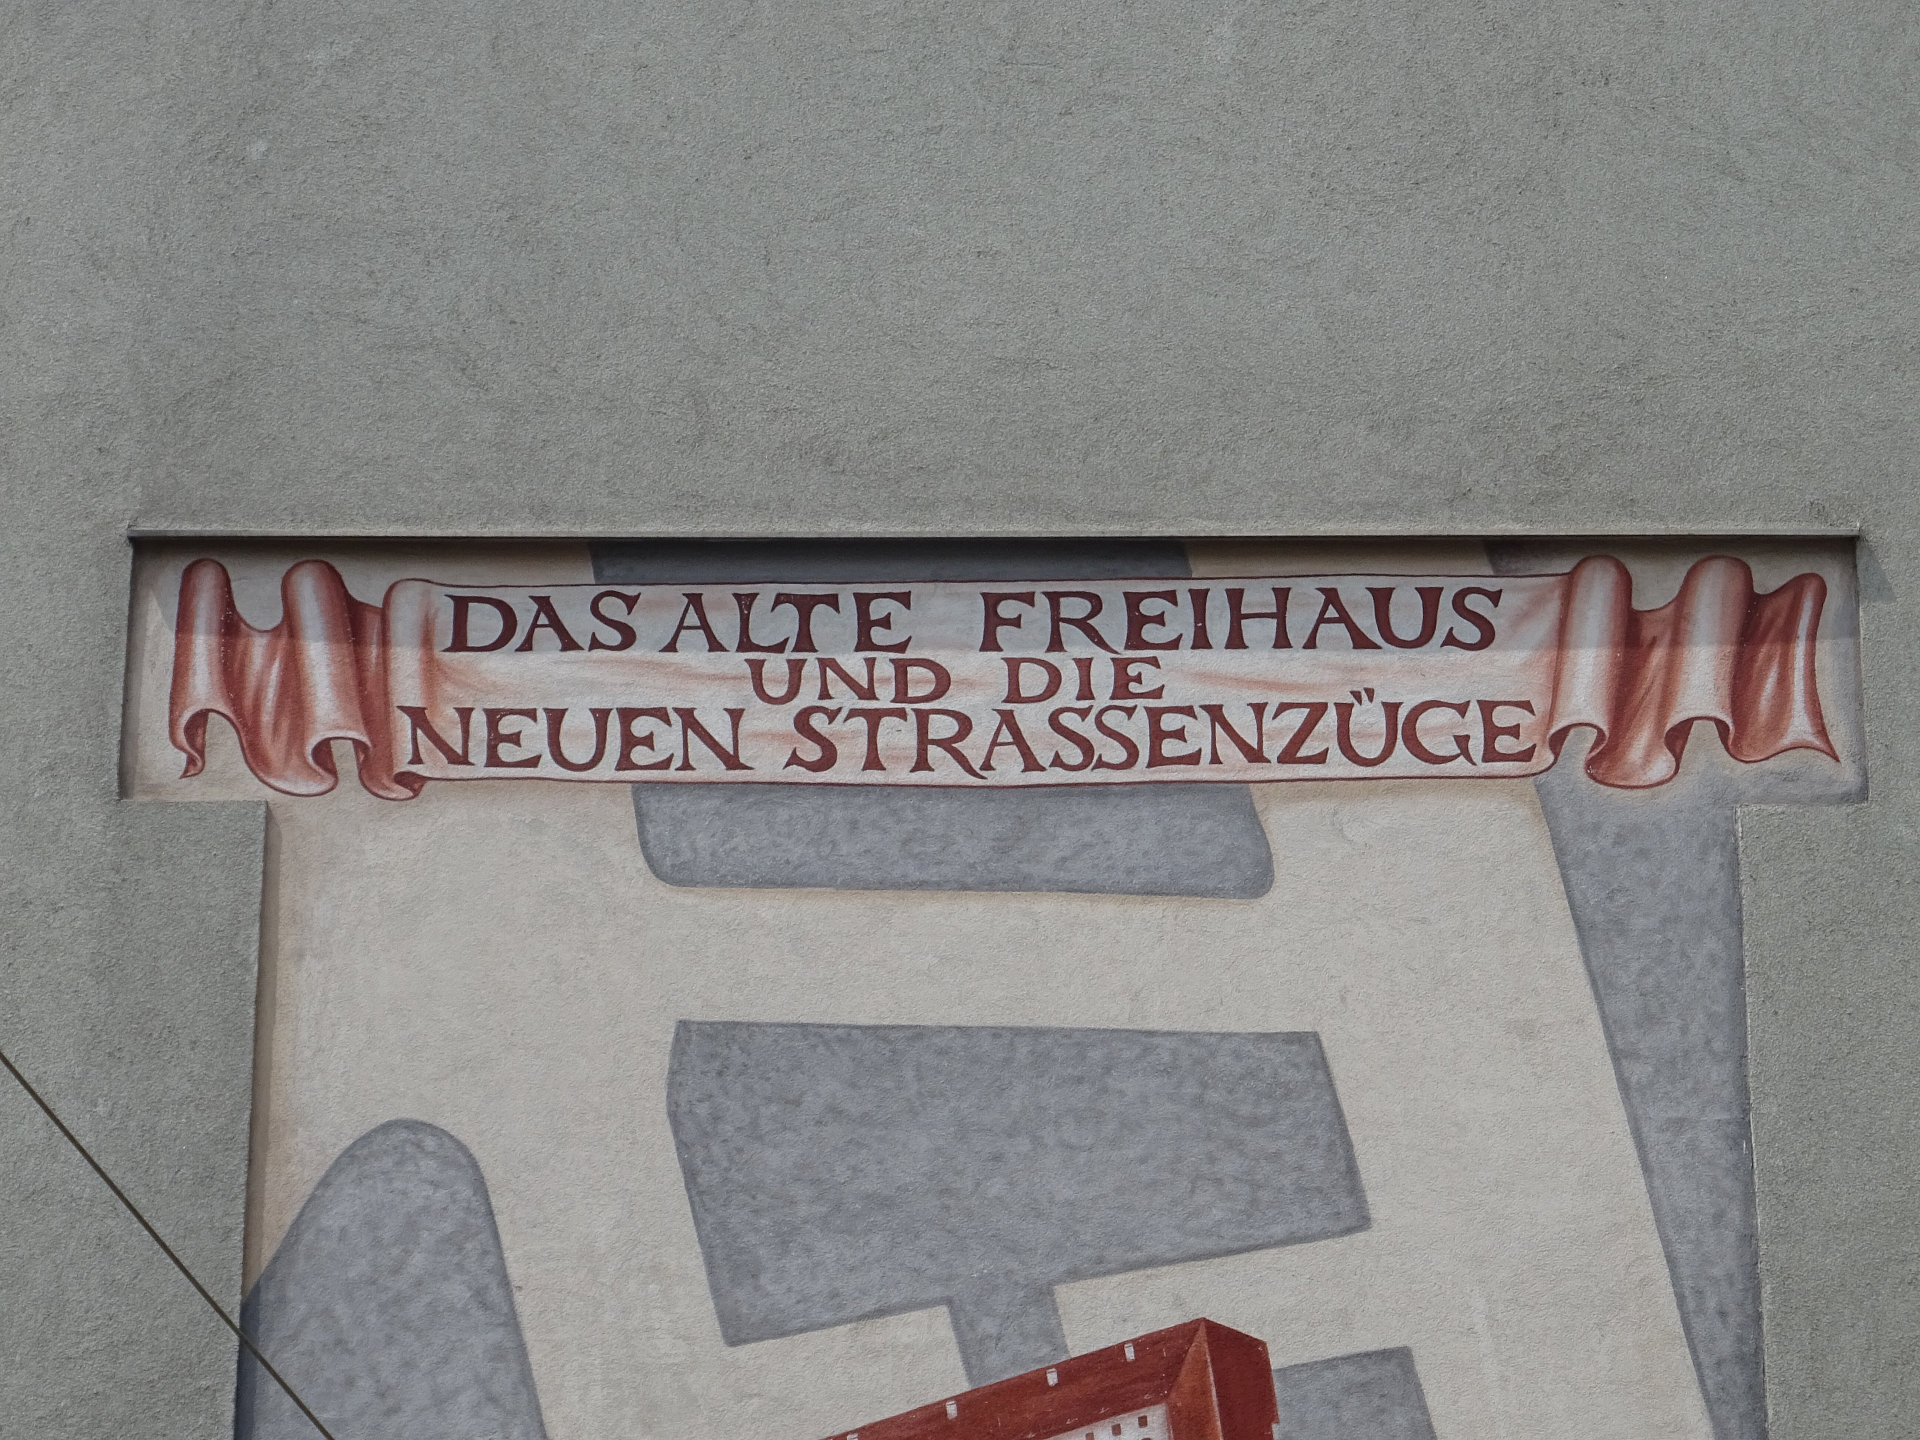 DAS ALTE FREIHAUS
UND DIE
NEUEN STRASSENZÜGE